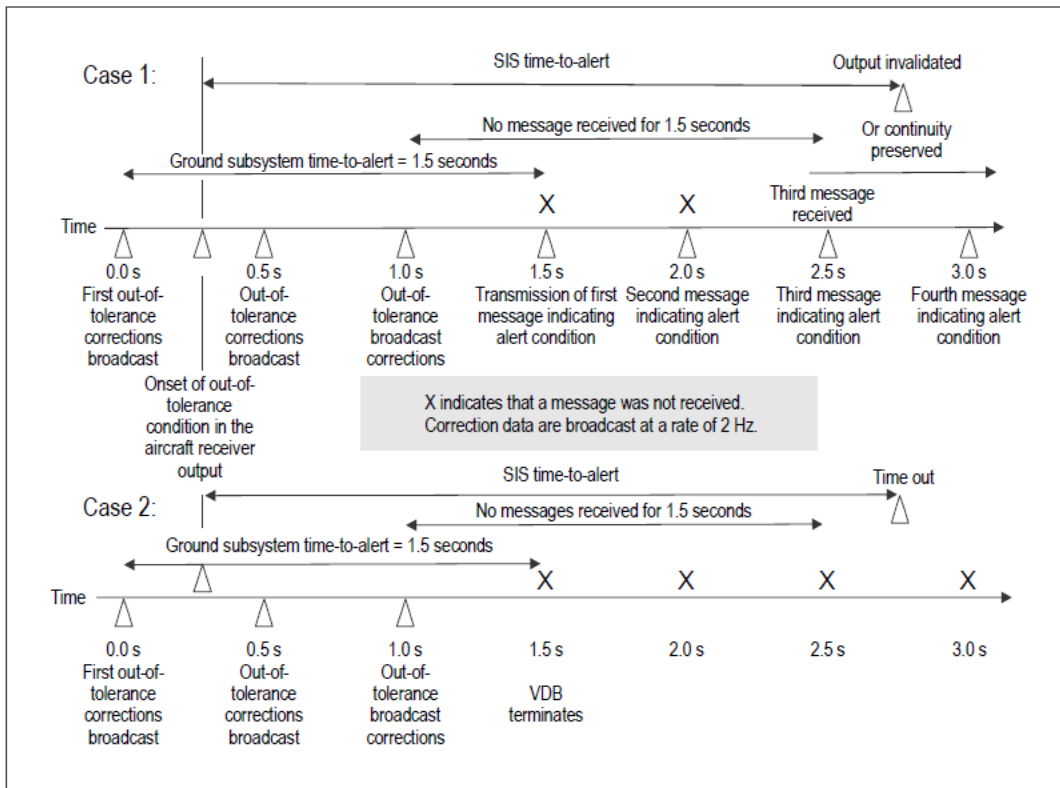 Case 1:
SIS time-to-alert
Output invalidated
No message received for 1.5 seconds
Or continuity
preserved
Ground subsystem time-to-alert = 1.5 seconds
X X
Third message
received
Time
0.0 s 0.5 s 1.0 s 1.5 s 2.0 s 2.5 s 3.0 s
First out-of-
tolerance
corrections
broadcast
Out-of-
tolerance
corrections
broadcast
Out-of-
tolerance
broadcast
corrections
Transmission of first
message indicating
alert condition
Second message
indicating alert
condition
Third message
indicating alert
condition
Fourth message
indicating alert
condition
Onset of out-of-
tolerance
condition in the
aircraft receiver
output
X indicates that a message was not received.
Correction data are broadcast at a rate of 2 Hz.
Case 2:
SIS time-to-alert
Time out
No messages received for 1.5 seconds
Ground subsystem time-to-alert = 1.5 seconds
X X X X
Time
0.0 s 0.5 s 1.0 s 1.5 s 2.0 s 2.5 s 3.0 s
First out-of-
tolerance
corrections
broadcast
Out-of-
tolerance
corrections
broadcast
Out-of-
tolerance
broadcast
corrections
VDB
terminates